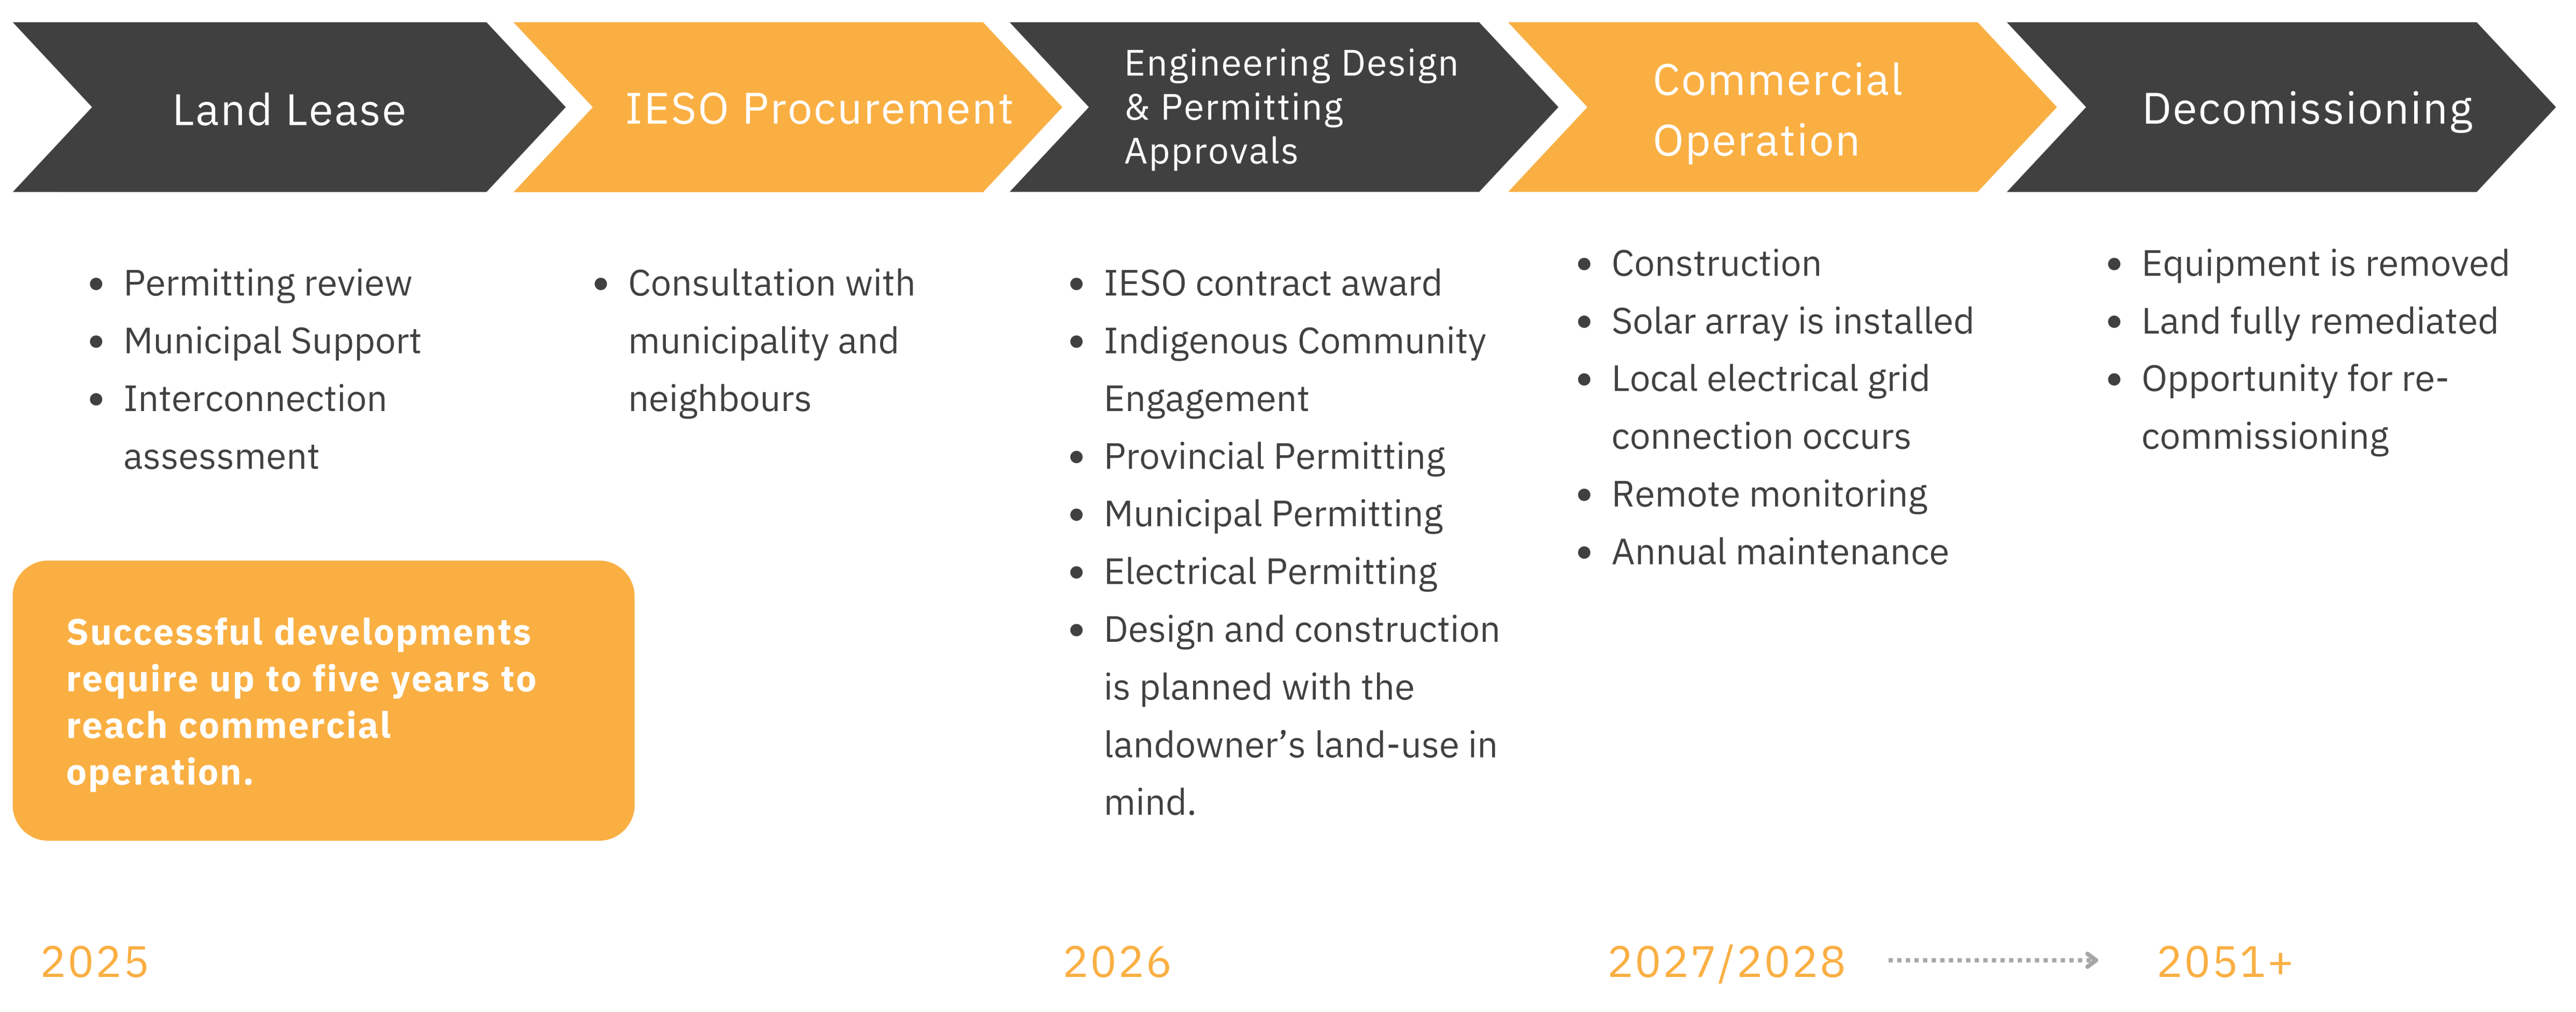 Land Lease
IESO Procurement
Engineering Design
& Permitting
Approvals
Commercial
Operation
Decomissioning
• Permitting review
• Municipal Support
• Interconnection
assessment
• Consultation with
municipality and
neighbours
• IESO contract award
• Indigenous Community
Engagement
• Provincial Permitting
• Municipal Permitting
• Electrical Permitting
• Design and construction
is planned with the
landowner’s land-use in
mind.
• Construction
• Solar array is installed
• Local electrical grid
connection occurs
• Remote monitoring
• Annual maintenance
• Equipment is removed
• Land fully remediated
• Opportunity for re-
commissioning
Successful developments
require up to five years to
reach commercial
operation.
2025
2026
2027/2028
2051+